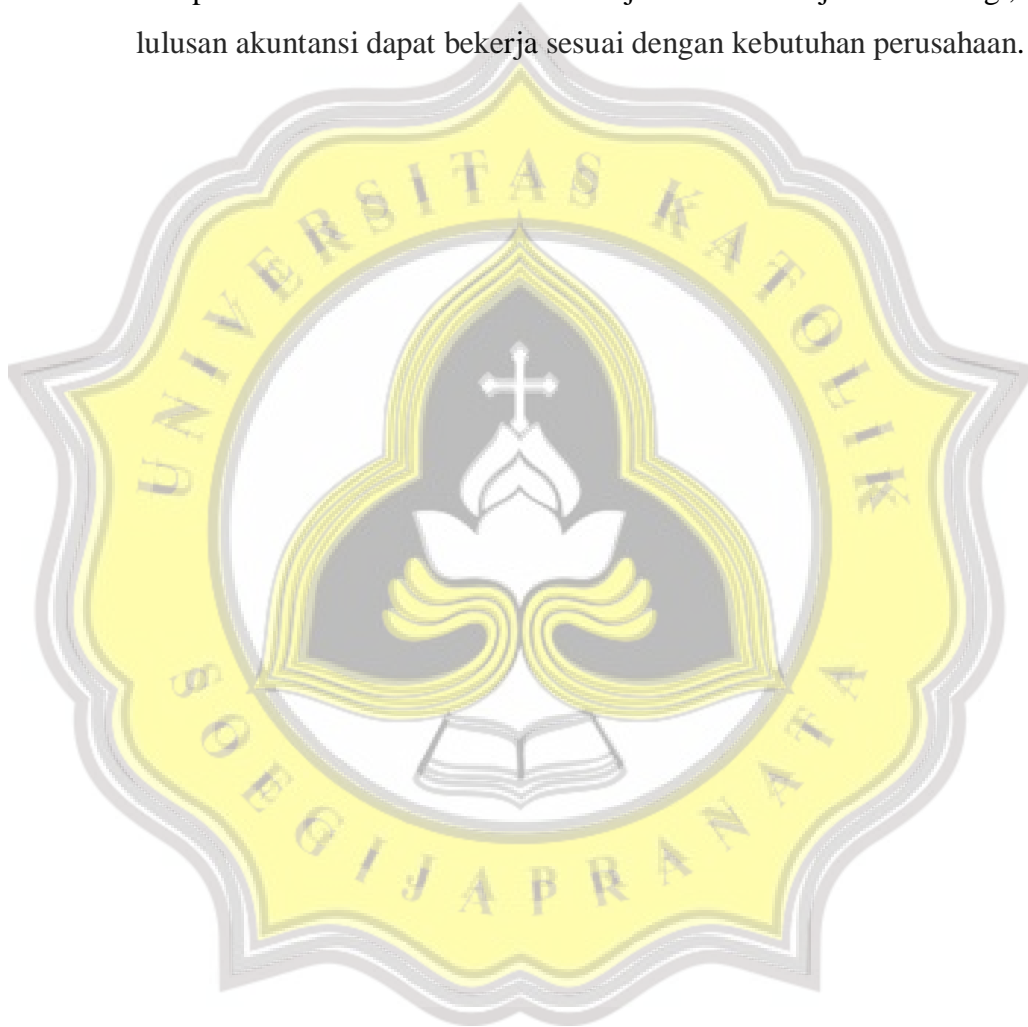 lulusan akuntansi dapat bekerja sesuai dengan kebutuhan perusahaan.
UNIVERSITAS KATOLIK
SOEGIJAPRANATA